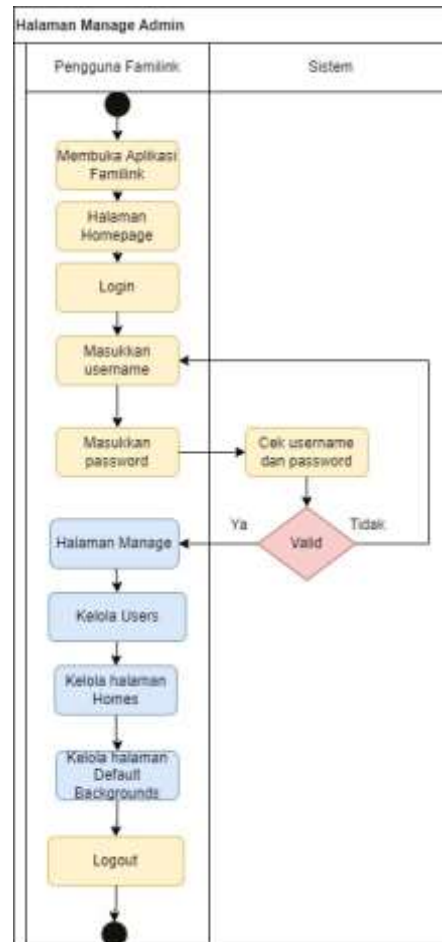 Halaman Manage Admin
Pengguna Familink
Sistem
Membuka Aplikasi
Familink
Halaman
Homepage
Login
Masukkan
username
Masukkan
password
Cek username
dan password
Ya
Valid
Tidak
Halaman Manage
Kelola Users
Kelola halaman
Homes
Kelola halaman
Default
Backgrounds
Logout